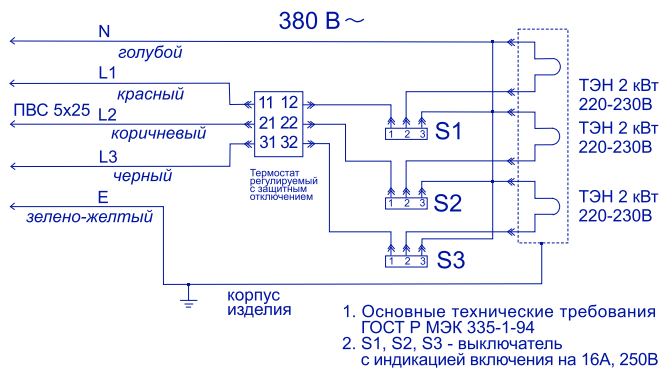 380 В~
N
голубой
L1
красный
ПВС 5х25
L2
коричневый
L3
черный
E
зелено-желтый
11 12
21 22
31 32
Термостат
регулируемый
с защитным
отключением
1 2 3
S1
1 2 3
S2
1 2 3
S3
ТЭН 2 кВт
220-230В
ТЭН 2 кВт
220-230В
ТЭН 2 кВт
220-230В
корпус
изделия
1. Основные технические требования
ГОСТ Р МЭК 335-1-94
2. S1, S2, S3 - выключатель
с индикацией включения на 16А, 250В